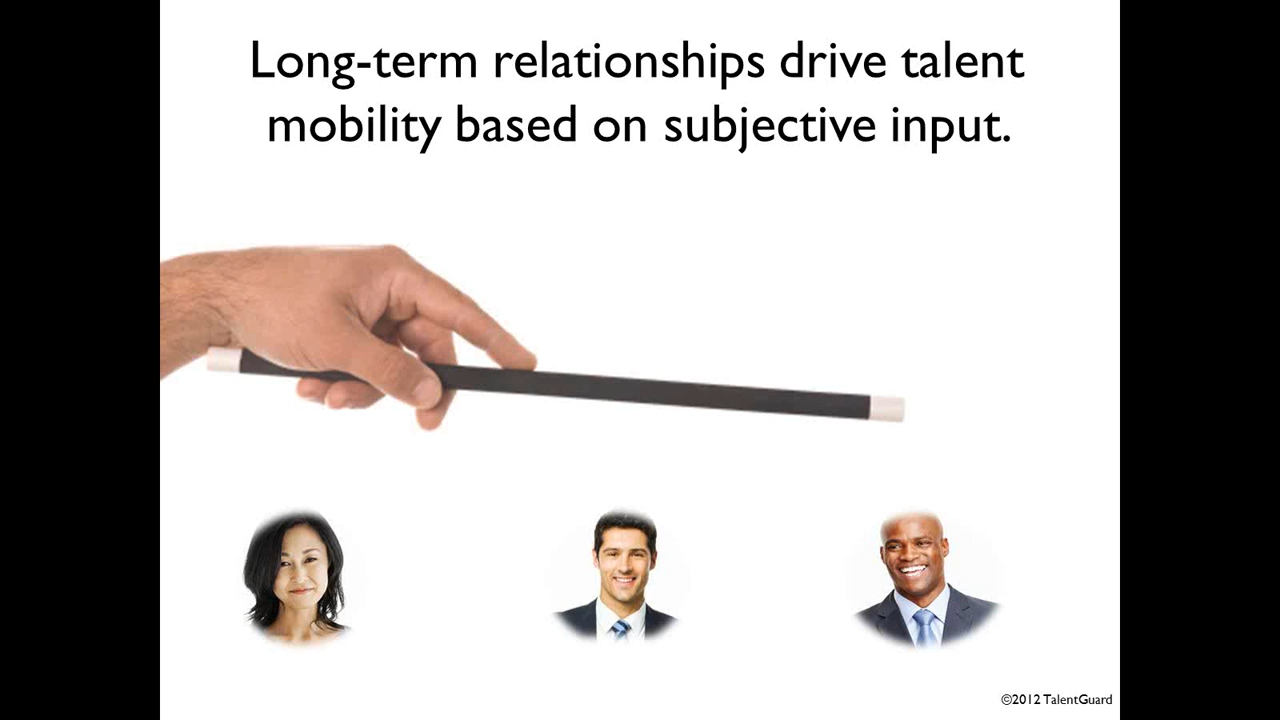 Long-term relationships drive talent
mobility based on subjective input.
©2012 TalentGuard